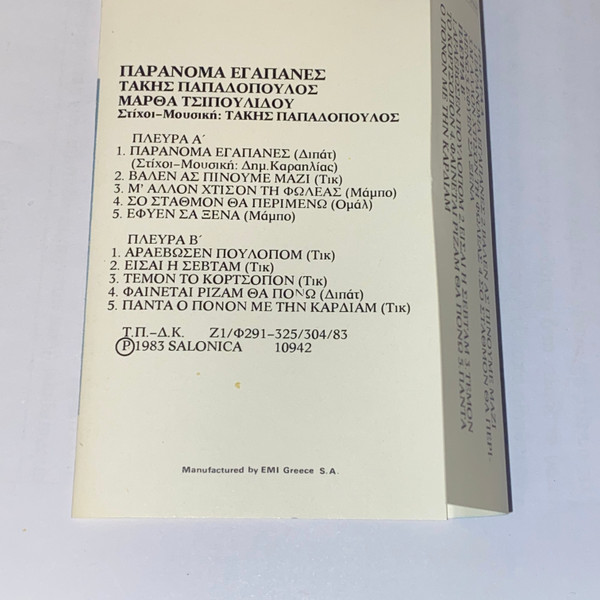 ΠΑΡΑΝΟΜΑ ΕΓΑΠΑΝΕΣ
ΤΑΚΗΣ ΠΑΠΑΔΟΠΟΥΛΟΣ
ΜΑΡΘΑ ΤΣΙΠΟΥΛΙΔΟΥ
Στίχοι-Μουσική: ΤΑΚΗΣ ΠΑΠΑΔΟΠΟΥΛΟΣ
ΠΛΕΥΡΑ Α΄
1. ΠΑΡΑΝΟΜΑ ΕΓΑΠΑΝΕΣ (Διπάτ)
(Στίχοι-Μουσική: Δημ.Καραηλίας)
2. ΒΑΛΕΝ ΑΣ ΠΙΝΟΥΜΕ ΜΑΖΙ (Τικ)
3. Μ' ΑΛΛΟΝ ΧΤΙΣΟΝ ΤΗ ΦΩΛΕΑΣ (Μάμπο)
4. ΣΟ ΣΤΑΘΜΟΝ ΘΑ ΠΕΡΙΜΕΝΩ (Ομάλ)
5. ΕΦΥΕΝ ΣΑ ΞΕΝΑ (Μάμπο)
ΠΛΕΥΡΑ Β΄
1. ΑΡΑΕΒΩΣΕΝ ΠΟΥΛΟΠΟΜ (Τικ)
2. ΕΙΣΑΙ Η ΣΕΒΤΑΜ (Τικ)
3. ΤΕΜΟΝ ΤΟ ΚΟΡΤΣΟΠΟΝ (Τικ)
4. ΦΑΙΝΕΤΑΙ ΡΙΖΑΜ ΘΑ ΠΟΝΩ (Διπάτ)
5. ΠΑΝΤΑ Ο ΠΟΝΟΝ ΜΕ ΤΗΝ ΚΑΡΔΙΑΜ (Τικ)
Τ.Π.-Δ.Κ. Ζ1/Φ291-325/304/83
Ⓟ1983 SALONICA 10942
Manufactured by EMI Greece S.A.